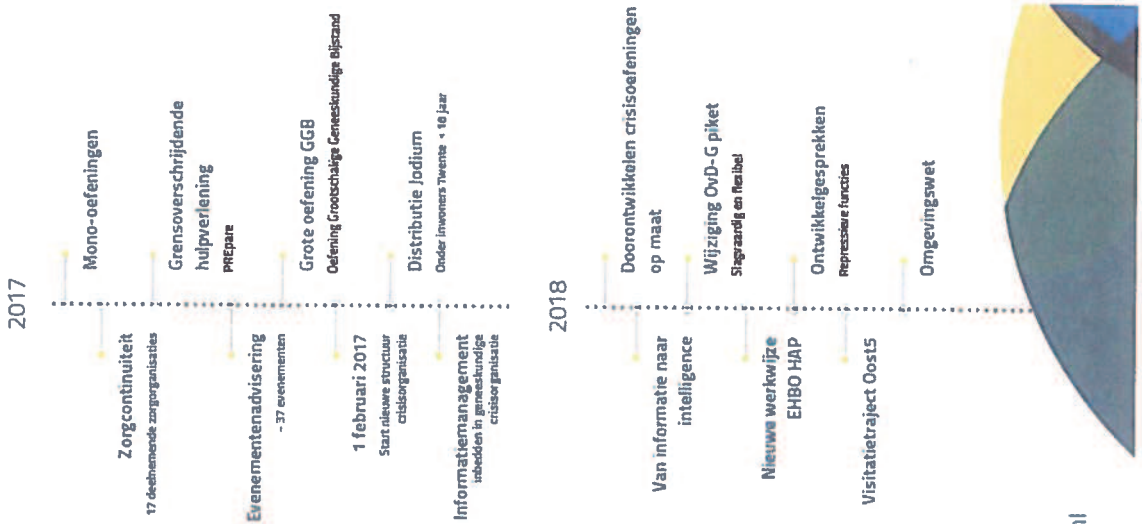 2017
Mono-oefeningen
Zorgcontinuïteit
17 deelnemende zorgorganisaties
Grensoverschrijdende
hulpverlening
PREpare
Evenementenadvisering
- 37 evenementen
Grote oefening GGB
Oefening Grootschalige Geneeskundige Bijstand
1 februari 2017
Start nieuwe structuur
crisisorganisatie
Distributie Jodium
Onder inwoners Twente < 18 jaar
Informatiemanagement
inbedden in geneeskundige
crisisorganisatie
2018
Doorontwikkelen crisisoefeningen
op maat
Van informatie naar
intelligence
Wijziging OvD-G piket
Slagvaardig en flexibel
Nieuwe werkwijze
EHBO HAP
Ontwikkelgesprekken
Repressieve functies
Visitatietraject Oost5
Omgevingswet